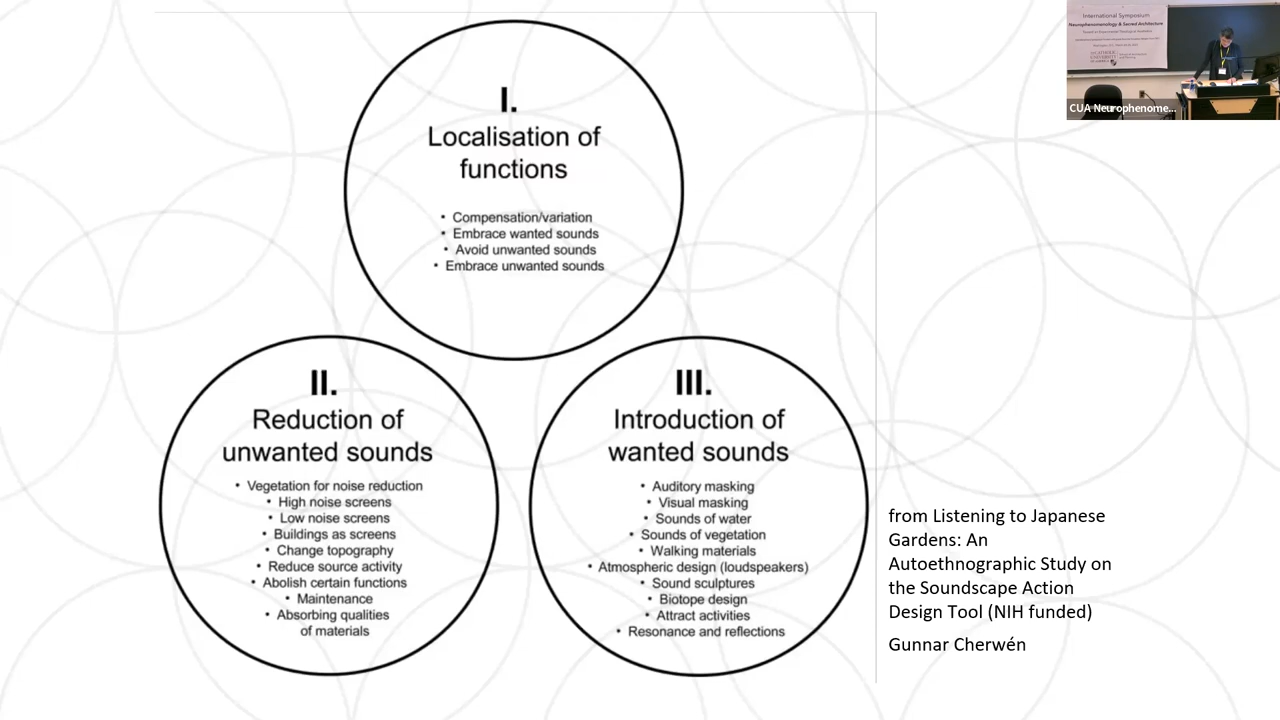 I.
Localisation of
functions
• Compensation/variation
• Embrace wanted sounds
• Avoid unwanted sounds
• Embrace unwanted sounds
II.
Reduction of
unwanted sounds
• Vegetation for noise reduction
• High noise screens
• Low noise screens
• Buildings as screens
• Change topography
• Reduce source activity
• Abolish certain functions
• Maintenance
• Absorbing qualities
of materials
III.
Introduction of
wanted sounds
• Auditory masking
• Visual masking
• Sounds of water
• Sounds of vegetation
• Walking materials
• Atmospheric design (loudspeakers)
• Sound sculptures
• Biotope design
• Attract activities
• Resonance and reflections
from Listening to Japanese
Gardens: An
Autoethnographic Study on
the Soundscape Action
Design Tool (NIH funded)
Gunnar Cherwén
International Symposium
Neurophenomenology & Sacred Architecture
CUA Neurophenome...